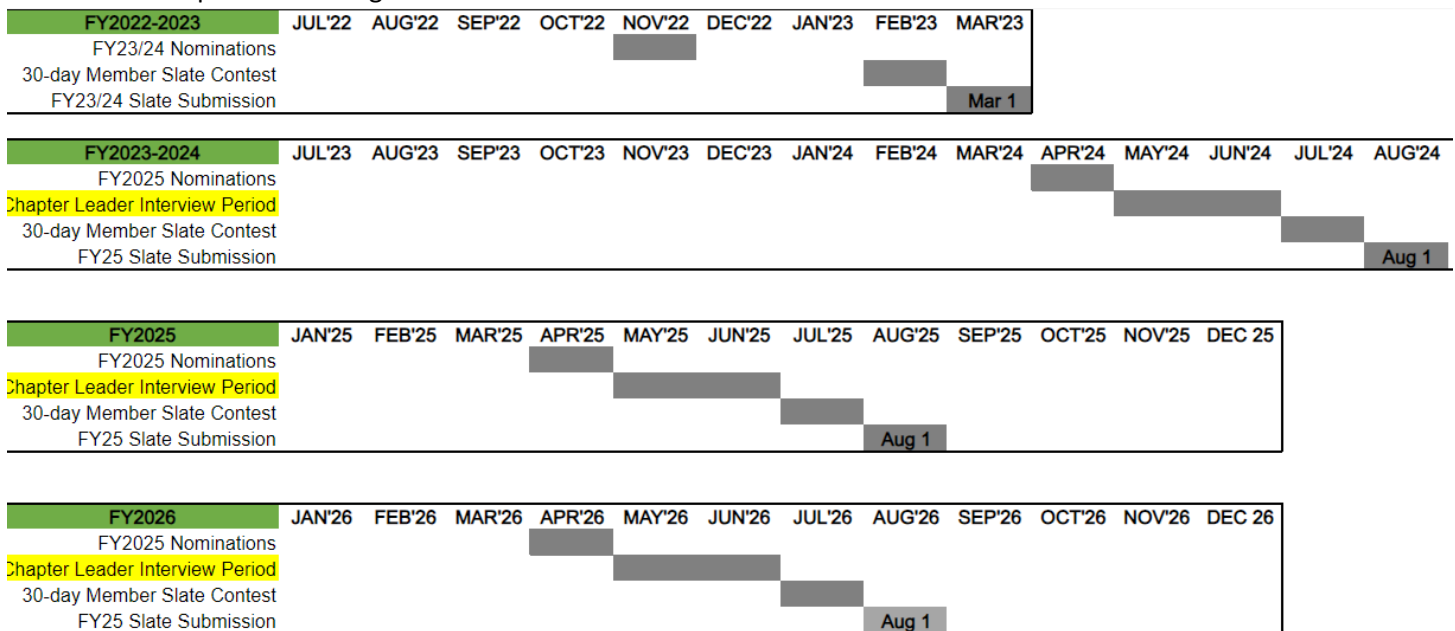 FY2022-2023 JUL'22 AUG'22 SEP'22 OCT'22 NOV'22 DEC'22 JAN'23 FEB'23 MAR'23
FY23/24 Nominations
30-day Member Slate Contest
FY23/24 Slate Submission Mar 1
FY2023-2024 JUL'23 AUG'23 SEP'23 OCT'23 NOV'23 DEC'23 JAN'24 FEB'24 MAR'24 APR'24 MAY'24 JUN'24 JUL'24 AUG'24
FY2025 Nominations
Chapter Leader Interview Period
30-day Member Slate Contest
FY25 Slate Submission Aug 1
FY2025 JAN'25 FEB'25 MAR'25 APR'25 MAY'25 JUN'25 JUL'25 AUG'25 SEP'25 OCT'25 NOV'25 DEC 25
FY2025 Nominations
Chapter Leader Interview Period
30-day Member Slate Contest
FY25 Slate Submission Aug 1
FY2026 JAN'26 FEB'26 MAR'26 APR'26 MAY'26 JUN'26 JUL'26 AUG'26 SEP'26 OCT'26 NOV'26 DEC 26
FY2025 Nominations
Chapter Leader Interview Period
30-day Member Slate Contest
FY25 Slate Submission Aug 1